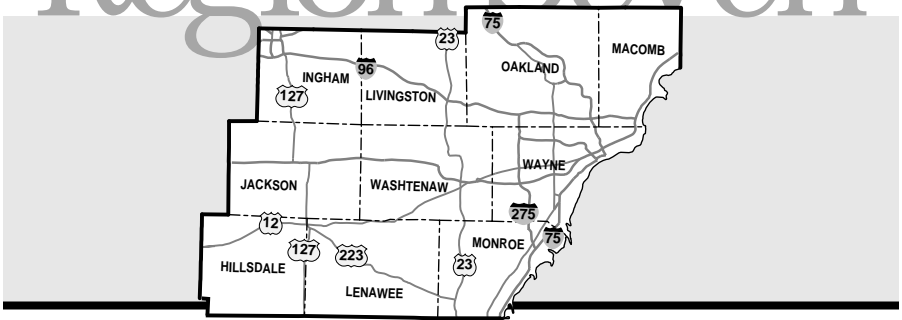 75
23
MACOMB
OAKLAND
96
INGHAM
127
LIVINGSTON
WAYNE
JACKSON
WASHTENAW
275
12
75
127
223
MONROE
23
HILLSDALE
LENAWEE